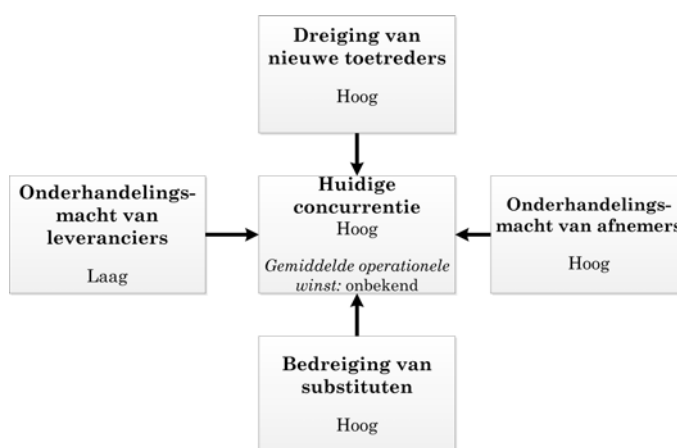 Dreiging van
nieuwe toetreders
Hoog
Onderhandelings-
macht van
leveranciers
Laag
Huidige
concurrentie
Hoog
Gemiddelde operationele
winst: onbekend
Onderhandelings-
macht van afnemers
Hoog
Bedreiging van
substituten
Hoog